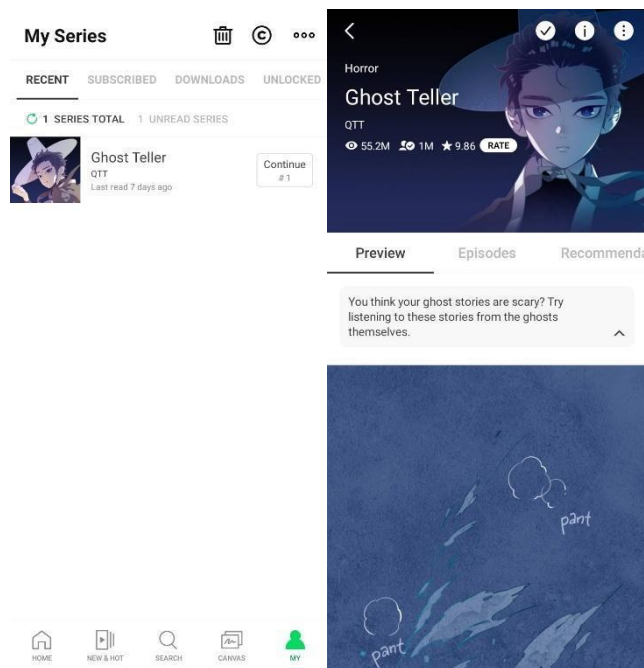 My Series
RECENT SUBSCRIBED DOWNLOADS UNLOCKED
1 SERIES TOTAL 1 UNREAD SERIES
Ghost Teller
QTT
Last read 7 days ago
Continue
#1
HOME NEW & HOT SEARCH CANVAS MY
Horror
Ghost Teller
QTT
55.2M 1M 9.86 RATE
Preview Episodes Recommenda
You think your ghost stories are scary? Try
listening to these stories from the ghosts
themselves.
pant
pant